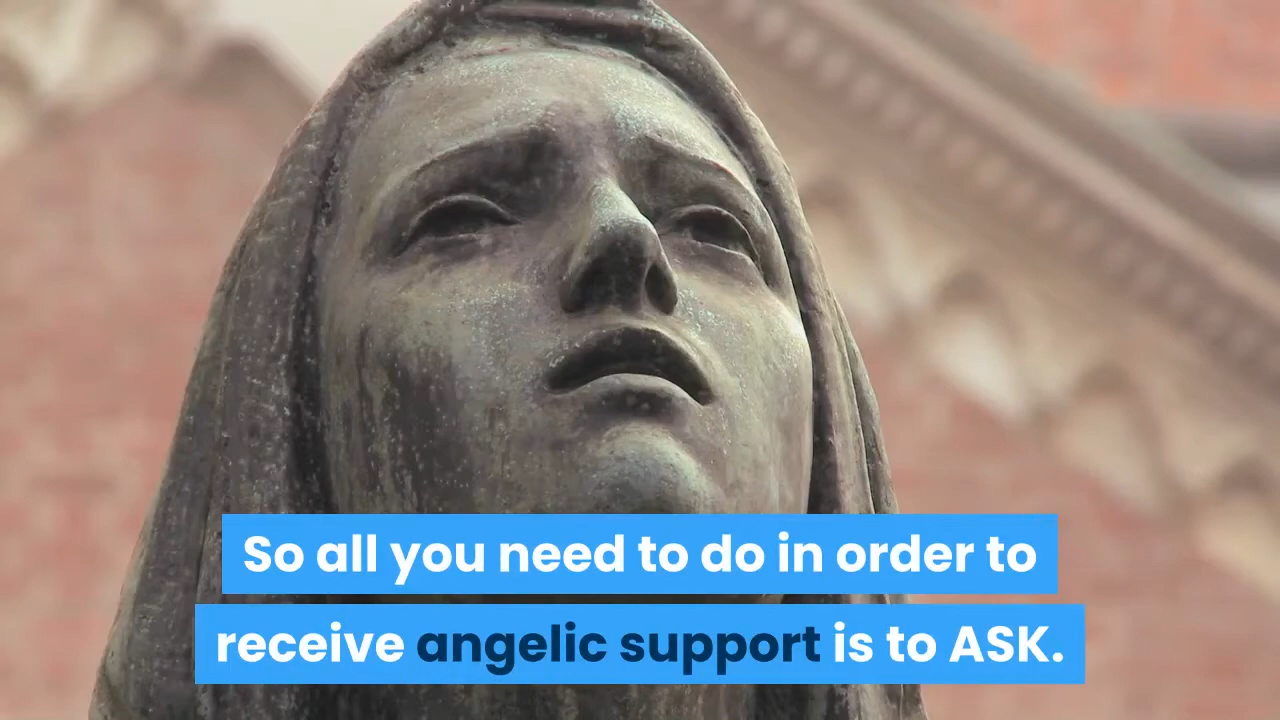 So all you need to do in order to
receive angelic support is to ASK.